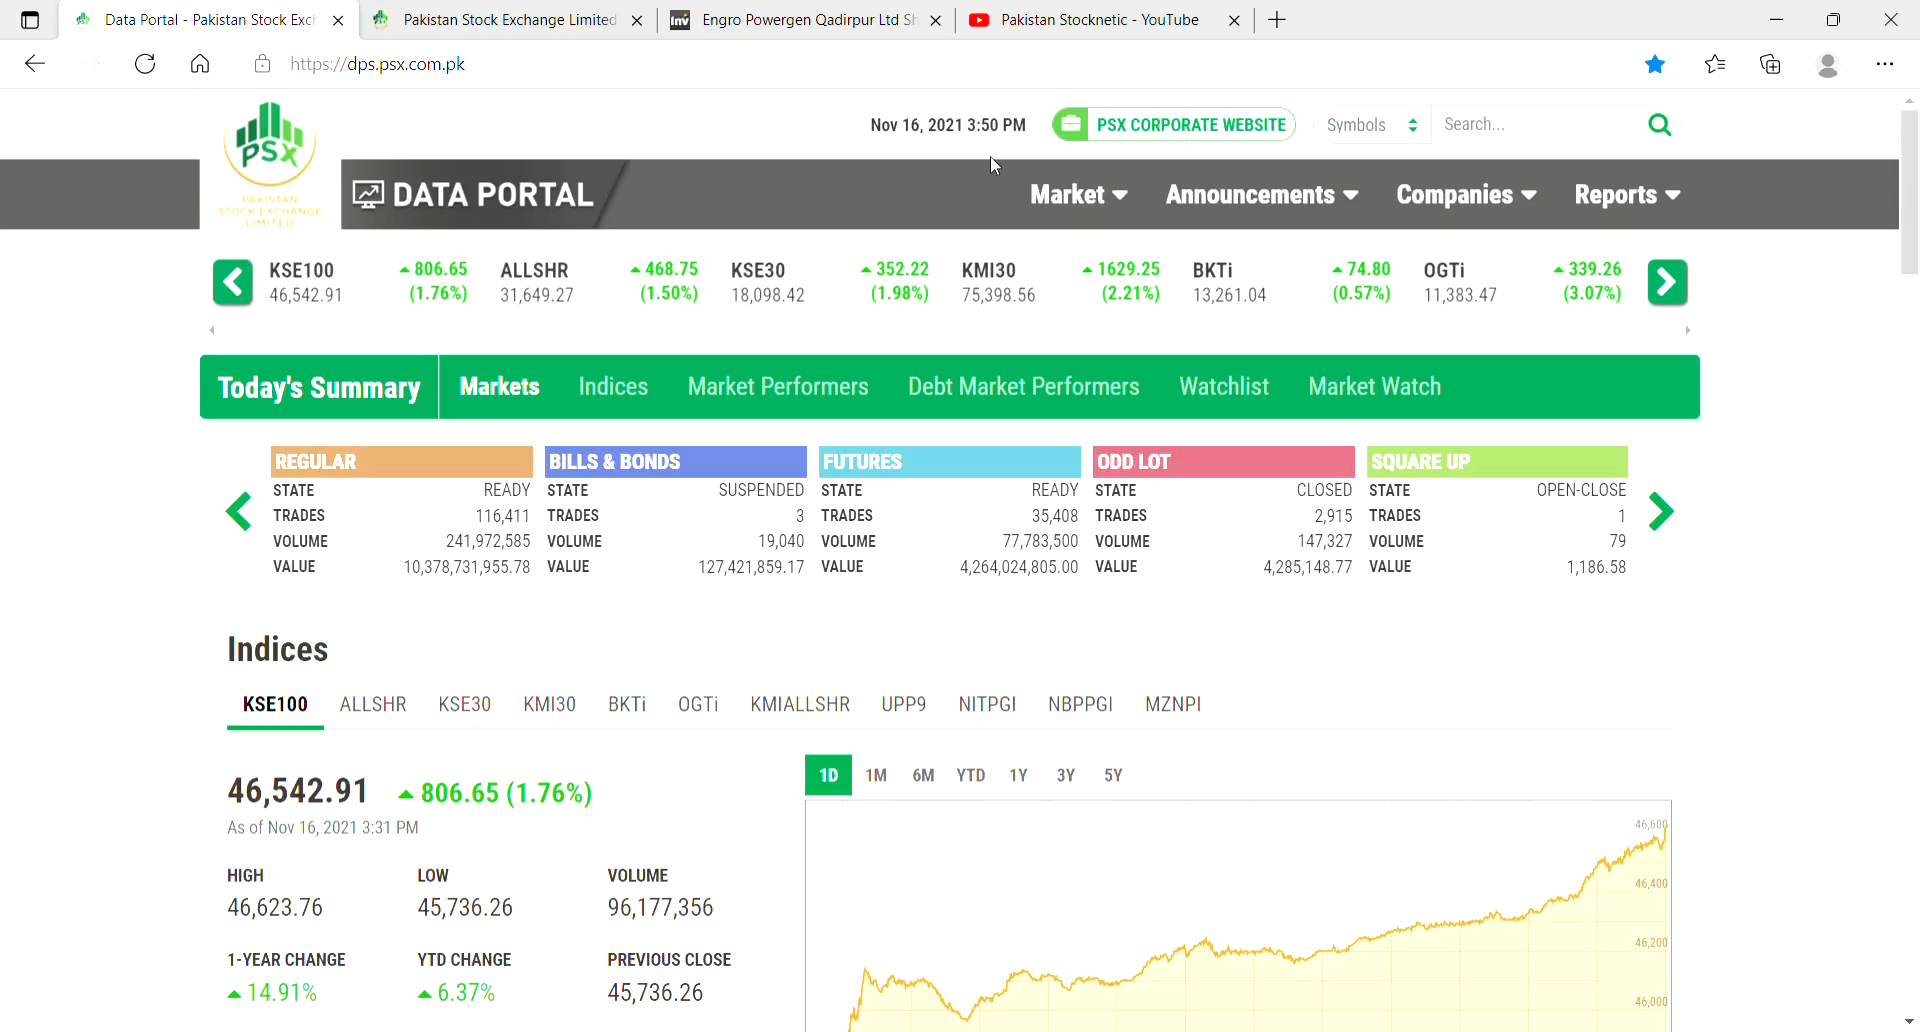 Data Portal - Pakistan Stock Exch
Pakistan Stock Exchange Limited
Inv
Engro Powergen Qadirpur Ltd Sh
Pakistan Stocknetic - YouTube
https://dps.psx.com.pk
PSX
PAKISTAN
STOCK EXCHANGE
LIMITED
Nov 16, 2021 3:50 PM
PSX CORPORATE WEBSITE
Symbols
Search...
DATA PORTAL
Market
Announcements
Companies
Reports
KSE100 806.65 ALLSHR 468.75 KSE30 352.22 KMI30 1629.25 BKTi 74.80 OGTi 339.26
46,542.91 (1.76%) 31,649.27 (1.50%) 18,098.42 (1.98%) 75,398.56 (2.21%) 13,261.04 (0.57%) 11,383.47 (3.07%)
Today's Summary Markets Indices Market Performers Debt Market Performers Watchlist Market Watch
REGULAR BILLS & BONDS FUTURES ODD LOT SQUARE UP
STATE READY STATE SUSPENDED STATE READY STATE CLOSED STATE OPEN-CLOSE
TRADES 116,411 TRADES 3 TRADES 35,408 TRADES 2,915 TRADES 1
VOLUME 241,972,585 VOLUME 19,040 VOLUME 77,783,500 VOLUME 147,327 VOLUME 79
VALUE 10,378,731,955.78 VALUE 127,421,859.17 VALUE 4,264,024,805.00 VALUE 4,285,148.77 VALUE 1,186.58
Indices
KSE100 ALLSHR KSE30 KMI30 BKTi OGTi KMIALLSHR UPP9 NITPGI NBPPGI MZNPI
46,542.91 806.65 (1.76%)
As of Nov 16, 2021 3:31 PM
HIGH LOW VOLUME
46,623.76 45,736.26 96,177,356
1-YEAR CHANGE YTD CHANGE PREVIOUS CLOSE
14.91% 6.37% 45,736.26
1D 1M 6M YTD 1Y 3Y 5Y
46,600
46,400
46,200
46,000